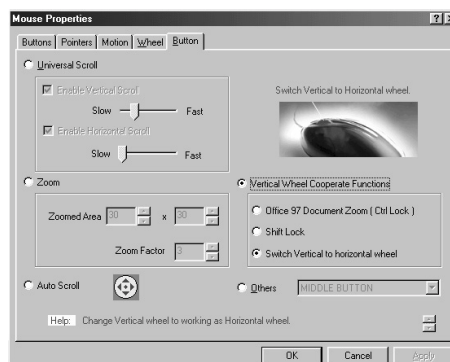 Mouse Properties
Buttons Pointers Motion Wheel Button
Universal Scroll
Enable Vertical Scroll
Slow Fast
Enable Horizontal Scroll
Slow Fast
Switch Vertical to Horizontal wheel.
Zoom
Zoomed Area 30 x 30
Zoom Factor 3
Vertical Wheel Cooperate Functions
Office 97 Document Zoom ( Ctrl Lock )
Shift Lock
Switch Vertical to horizontal wheel
Auto Scroll
Others MIDDLE BUTTON
Help: Change Vertical wheel to working as Horizontal wheel.
OK Cancel Apply